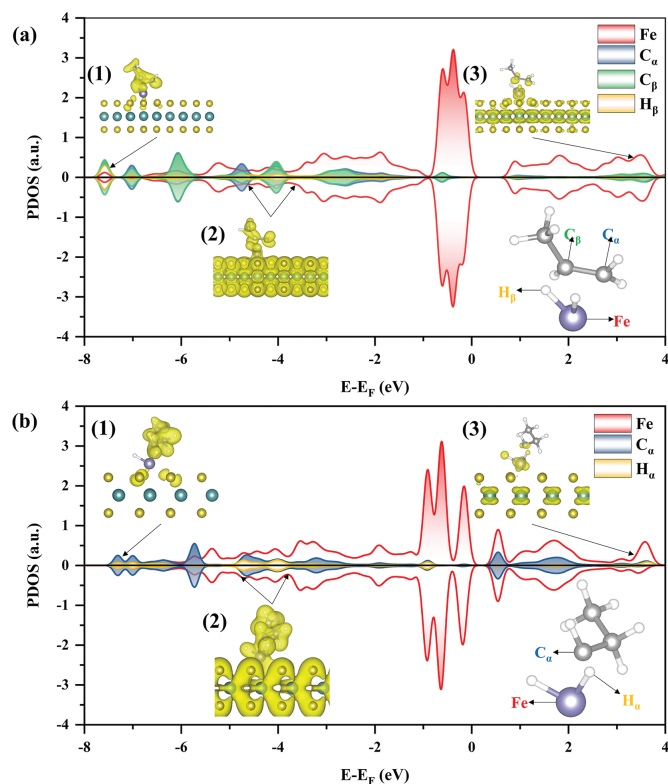 (a)
4
3
2
1
0
1
2
-3
-4
PDOS (a.u.)
(1)
(2)
(3)
Fe
Cα
Cβ
Hβ
Cβ
Cα
Hβ
Fe
-8
-6
-4
-2
0
2
4
E-EF (eV)
(b)
4
3
2
1
0
-1
-2
-3
-4
PDOS (a.u.)
(1)
(2)
(3)
Fe
Cα
Hα
Cα
Fe
Hα
-8
-6
-4
-2
0
2
4
E-EF (eV)